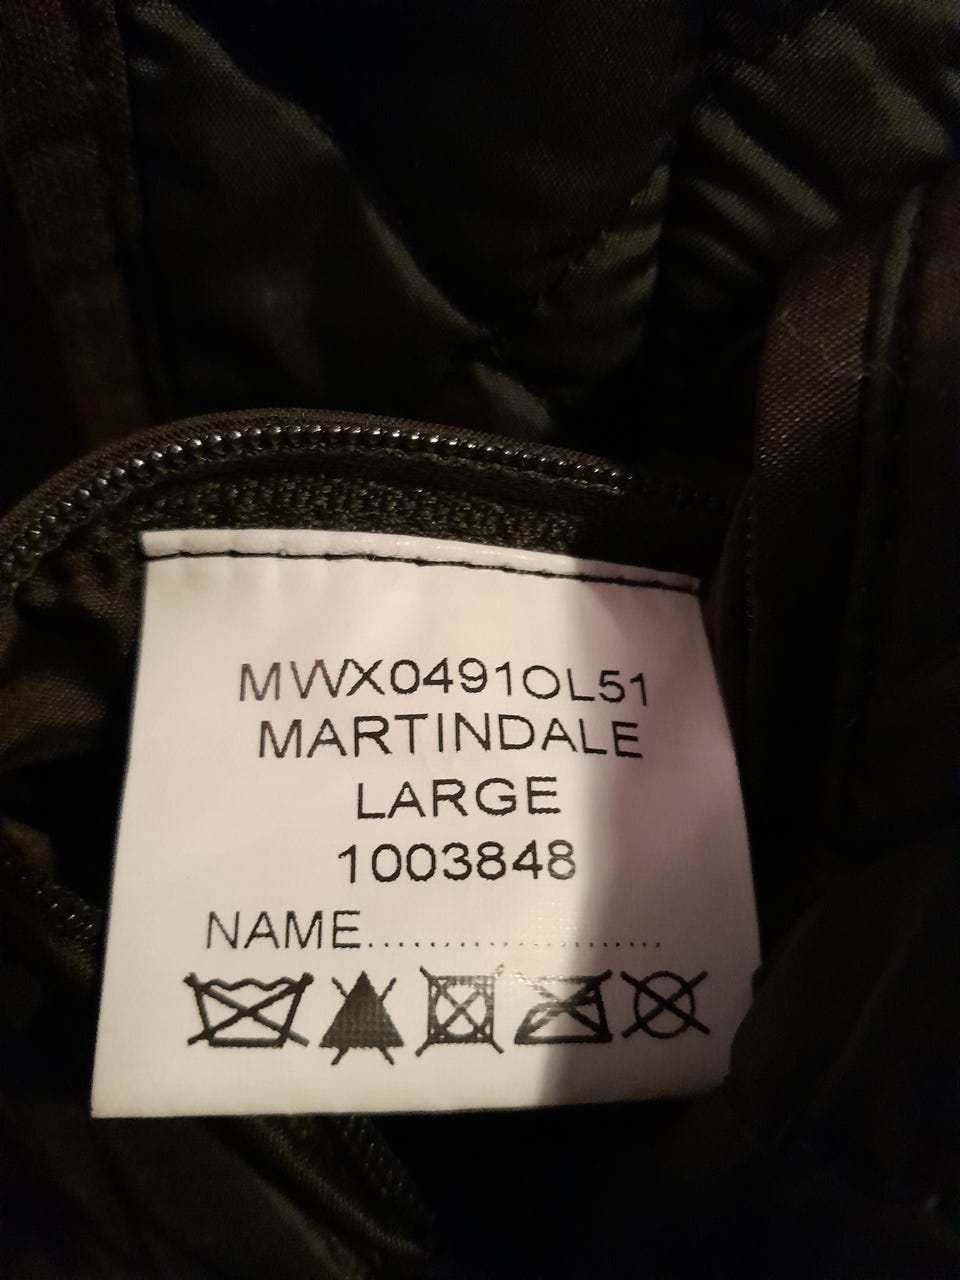 MWX0491OL51
MARTINDALE
LARGE
1003848
NAME.......................